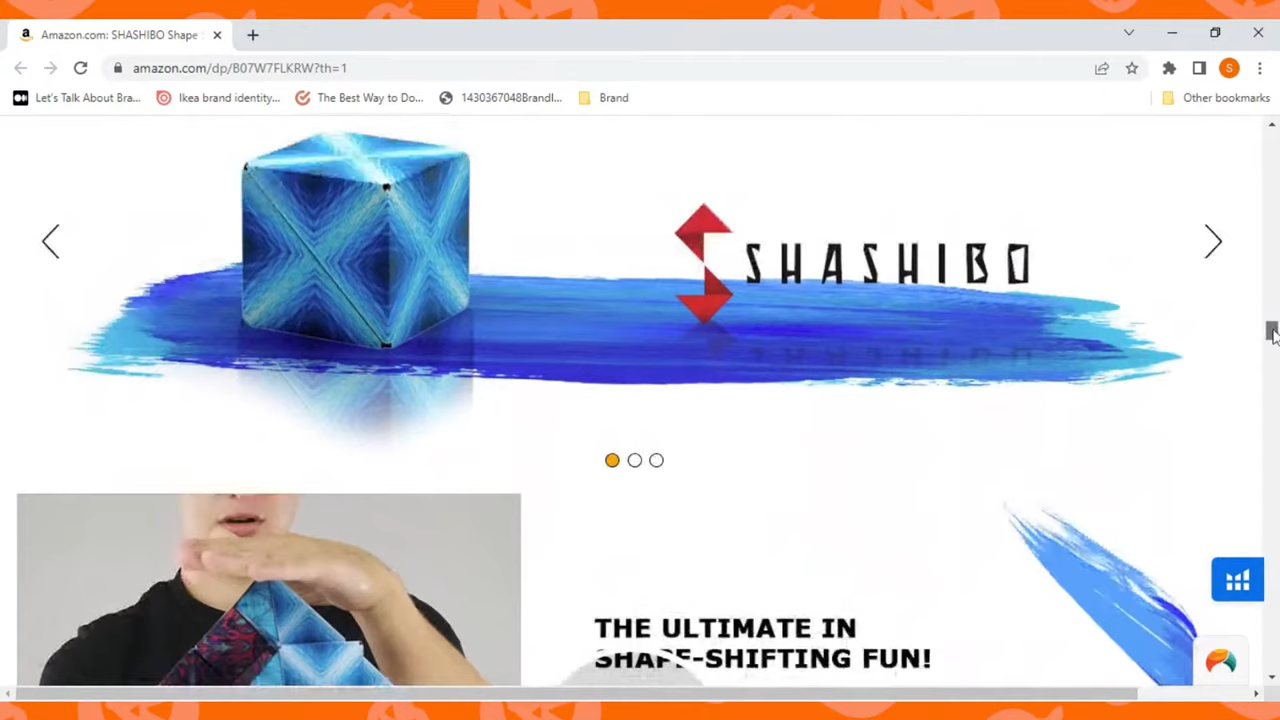 Amazon.com: SHASHIBO Shape
amazon.com/dp/B07W7FLKRW?th=1
S
Let's Talk About Bra...
Ikea brand identity...
The Best Way to Do...
1430367048BrandI...
Brand
Other bookmarks
SHASHIBO
THE ULTIMATE IN
SHAPE-SHIFTING FUN!